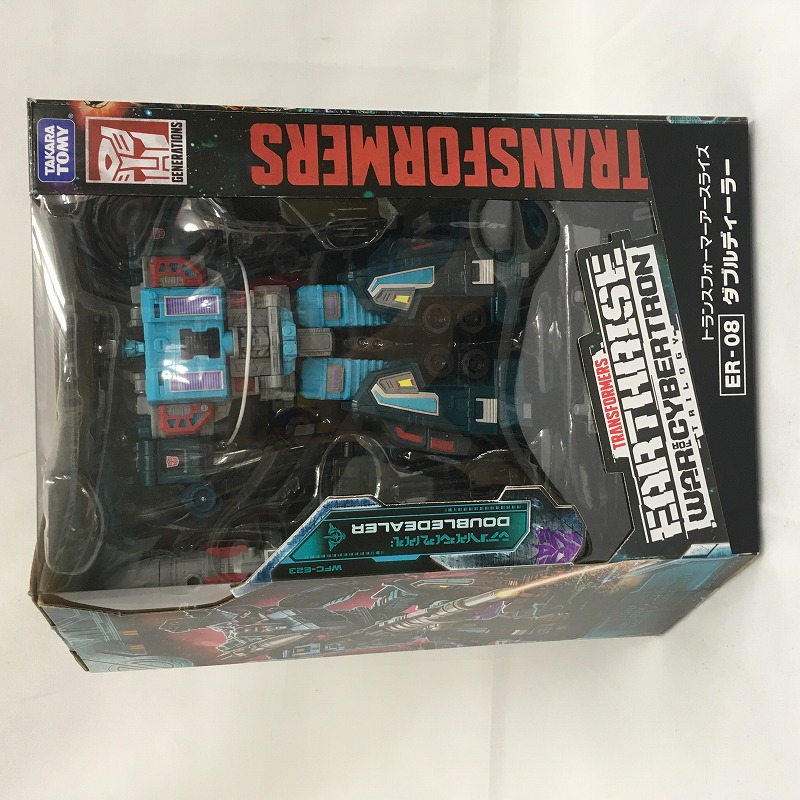 TAKARA
TOMY
GENERATIONS
TRANSFORMERS
トランスフォーマーアースライズ
ER-08 ダブルディーラー
TRANSFORMERS
EARTHRISE
WAR FOR CYBERTRON
TRILOGY
DOUBLEDEALER
WFC-E23